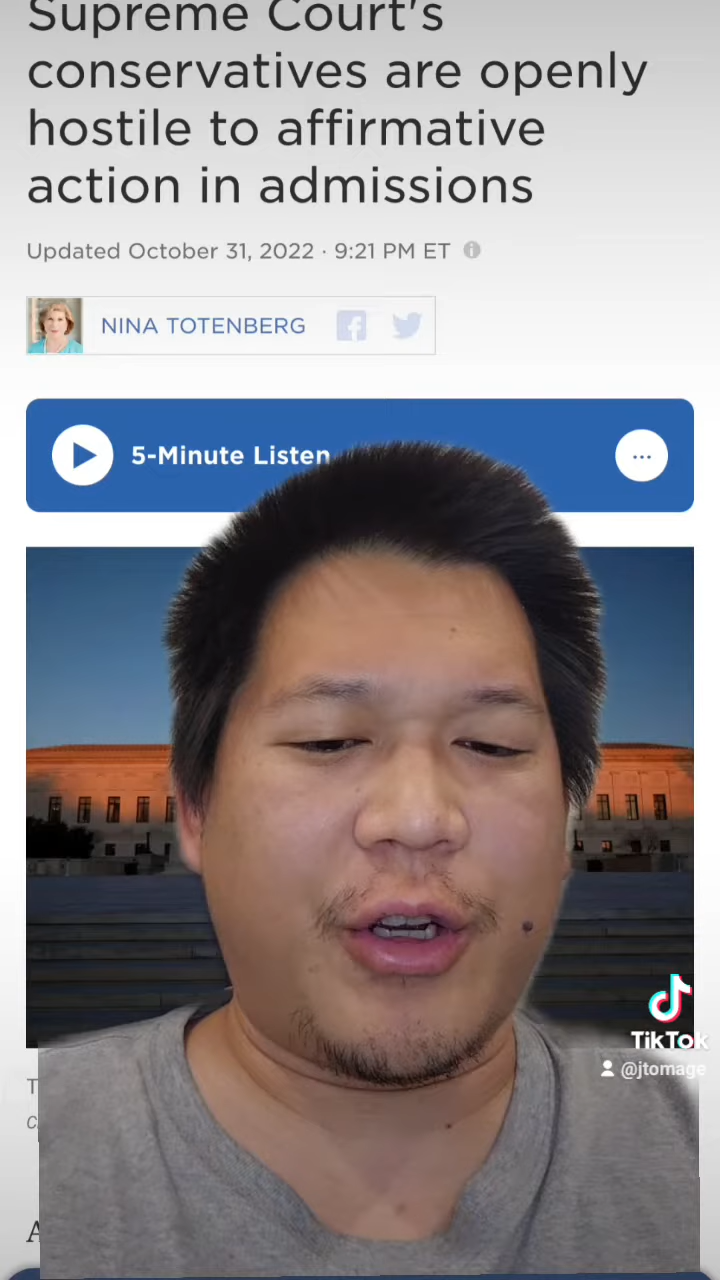 Supreme Court's
conservatives are openly
hostile to affirmative
action in admissions
Updated October 31, 2022 · 9:21 PM ET
NINA TOTENBERG
5-Minute Listen
TikTok
@jtomage